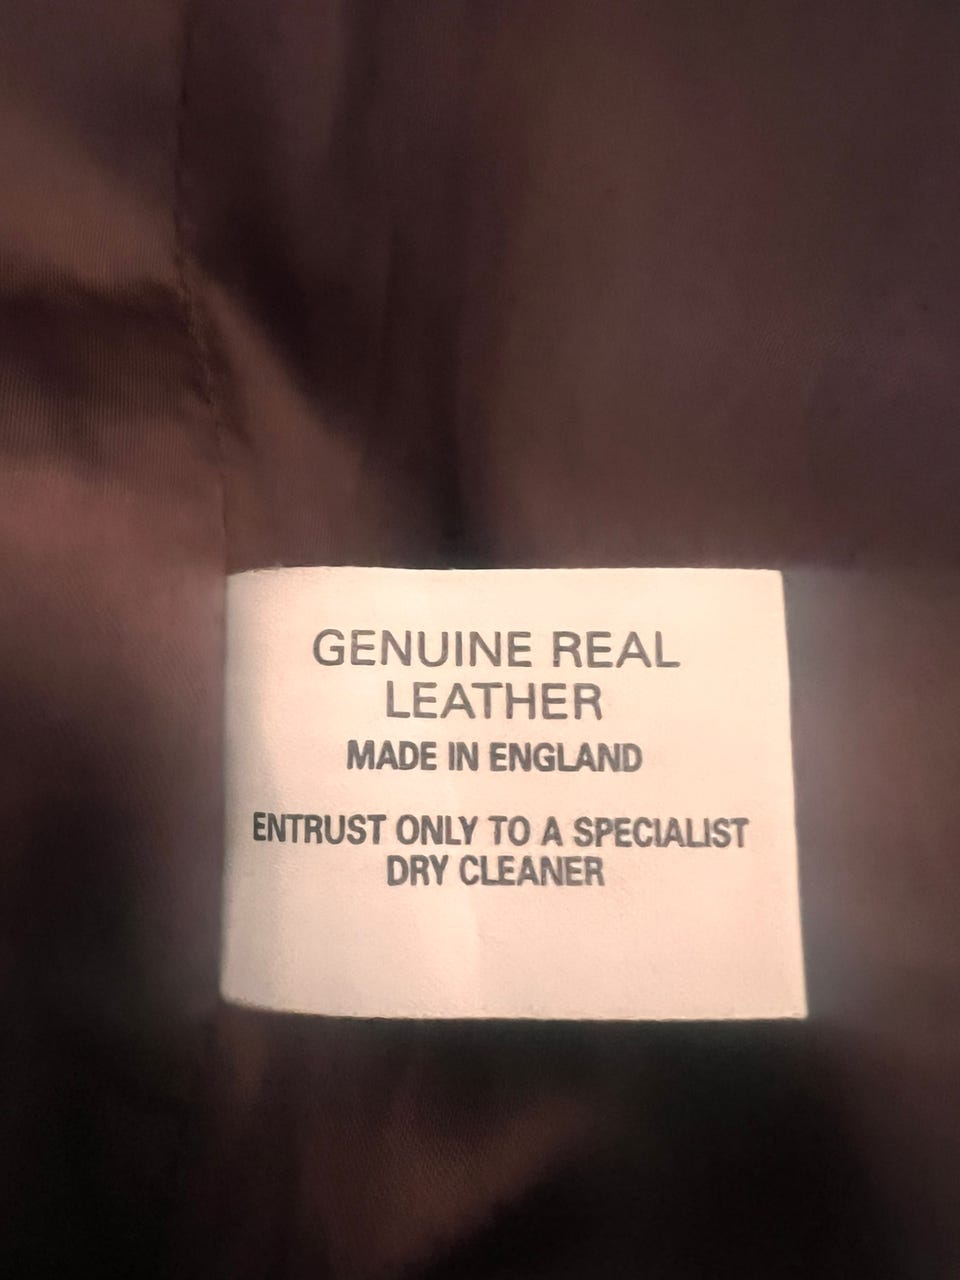 GENUINE REAL
LEATHER
MADE IN ENGLAND
ENTRUST ONLY TO A SPECIALIST
DRY CLEANER